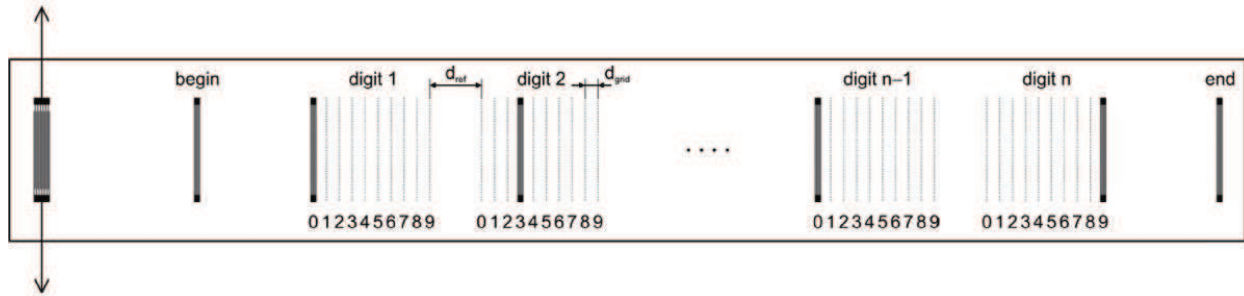 begin digit 1 d_ref digit 2 d_grid digit n−1 digit n end
. . . .
0123456789 0123456789 0123456789 0123456789